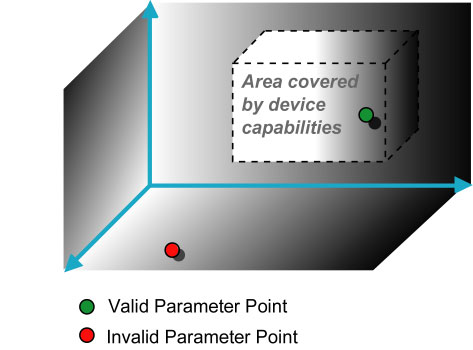 Area covered
by device
capabilities
Valid Parameter Point
Invalid Parameter Point